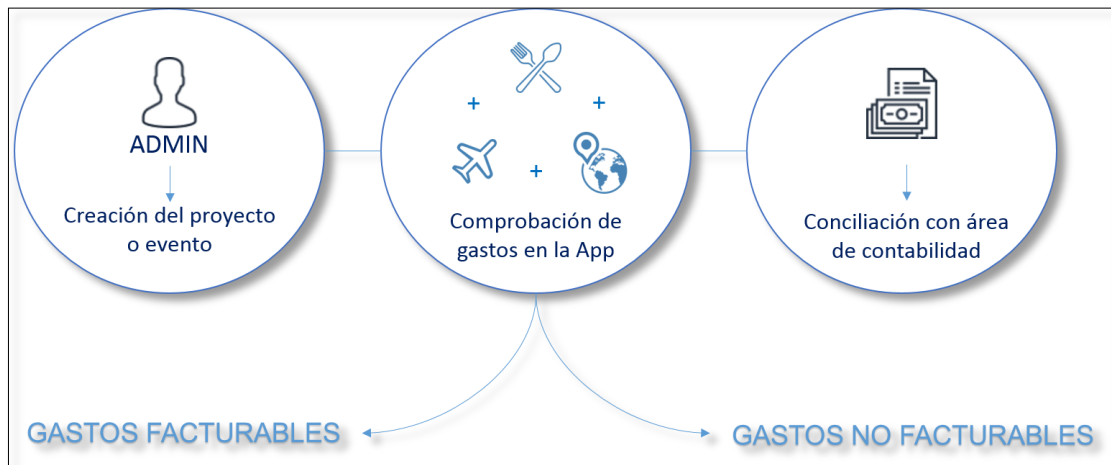 ADMIN
Creación del proyecto
o evento
Comprobación de
gastos en la App
Conciliación con área
de contabilidad
GASTOS FACTURABLES
GASTOS NO FACTURABLES